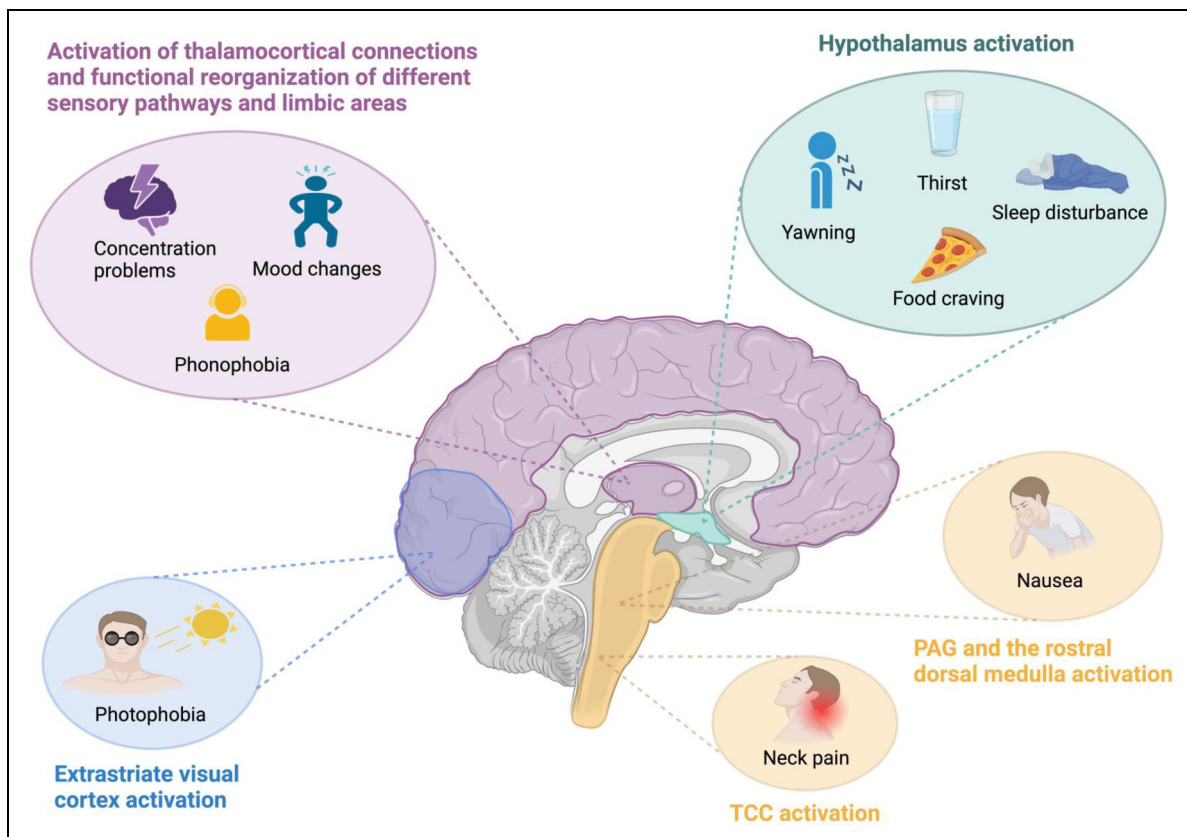 Activation of thalamocortical connections
and functional reorganization of different
sensory pathways and limbic areas
Concentration
problems
Mood changes
Phonophobia
Hypothalamus activation
Yawning
zzz
Thirst
Sleep disturbance
Food craving
Photophobia
Extrastriate visual
cortex activation
Nausea
PAG and the rostral
dorsal medulla activation
Neck pain
TCC activation